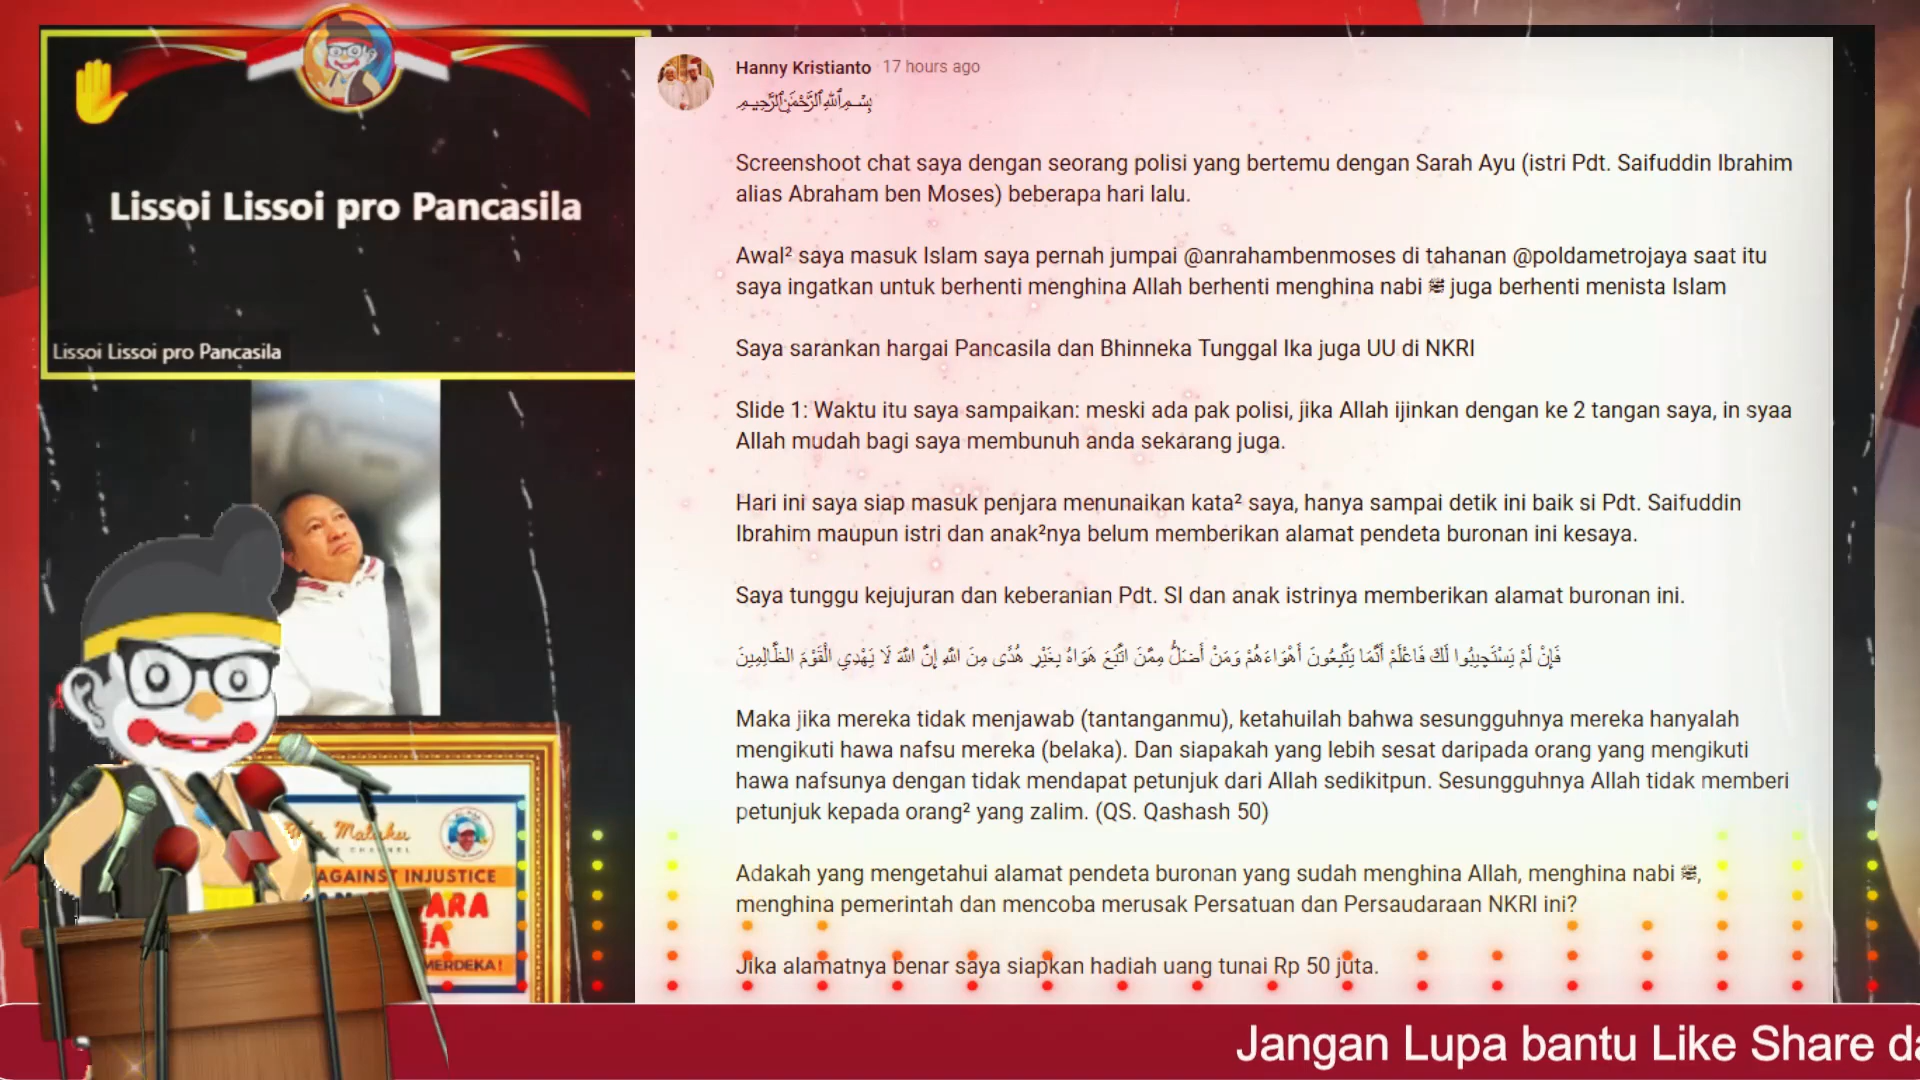 Lissoi Lissoi pro Pancasila
Lissoi Lissoi pro Pancasila
Hanny Kristianto 17 hours ago
بِسْمِ اللهِ الرَّحْمَنِ الرَّحِيمِ
Screenshoot chat saya dengan seorang polisi yang bertemu dengan Sarah Ayu (istri Pdt. Saifuddin Ibrahim
alias Abraham ben Moses) beberapa hari lalu.
Awal² saya masuk Islam saya pernah jumpai @anrahambenmoses di tahanan @poldametrojaya saat itu
saya ingatkan untuk berhenti menghina Allah berhenti menghina nabi ﷺ juga berhenti menista Islam
Saya sarankan hargai Pancasila dan Bhinneka Tunggal Ika juga UU di NKRI
Slide 1: Waktu itu saya sampaikan: meski ada pak polisi, jika Allah ijinkan dengan ke 2 tangan saya, in syaa
Allah mudah bagi saya membunuh anda sekarang juga.
Hari ini saya siap masuk penjara menunaikan kata² saya, hanya sampai detik ini baik si Pdt. Saifuddin
Ibrahim maupun istri dan anak²nya belum memberikan alamat pendeta buronan ini kesaya.
Saya tunggu kejujuran dan keberanian Pdt. SI dan anak istrinya memberikan alamat buronan ini.
فَإِنْ لَمْ يَسْتَجِيبُوا لَكَ فَاعْلَمْ أَنَّمَا يَتَّبِعُونَ أَهْوَاءَهُمْ وَمَنْ أَضَلُّ مِمَّنَ اتَّبَعَ هَوَاهُ بِغَيْرِ هُدًى مِنَ اللَّهِ إِنَّ اللَّهَ لَا يَهْدِي الْقَوْمَ الظَّالِمِينَ
Maka jika mereka tidak menjawab (tantanganmu), ketahuilah bahwa sesungguhnya mereka hanyalah
mengikuti hawa nafsu mereka (belaka). Dan siapakah yang lebih sesat daripada orang yang mengikuti
hawa nafsunya dengan tidak mendapat petunjuk dari Allah sedikitpun. Sesungguhnya Allah tidak memberi
petunjuk kepada orang² yang zalim. (QS. Qashash 50)
Adakah yang mengetahui alamat pendeta buronan yang sudah menghina Allah, menghina nabi ﷺ,
menghina pemerintah dan mencoba merusak Persatuan dan Persaudaraan NKRI ini?
Jika alamatnya benar saya siapkan hadiah uang tunai Rp 50 juta.
Maluku
CHANNEL
AGAINST INJUSTICE
MERDEKA!
Jangan Lupa bantu Like Share da